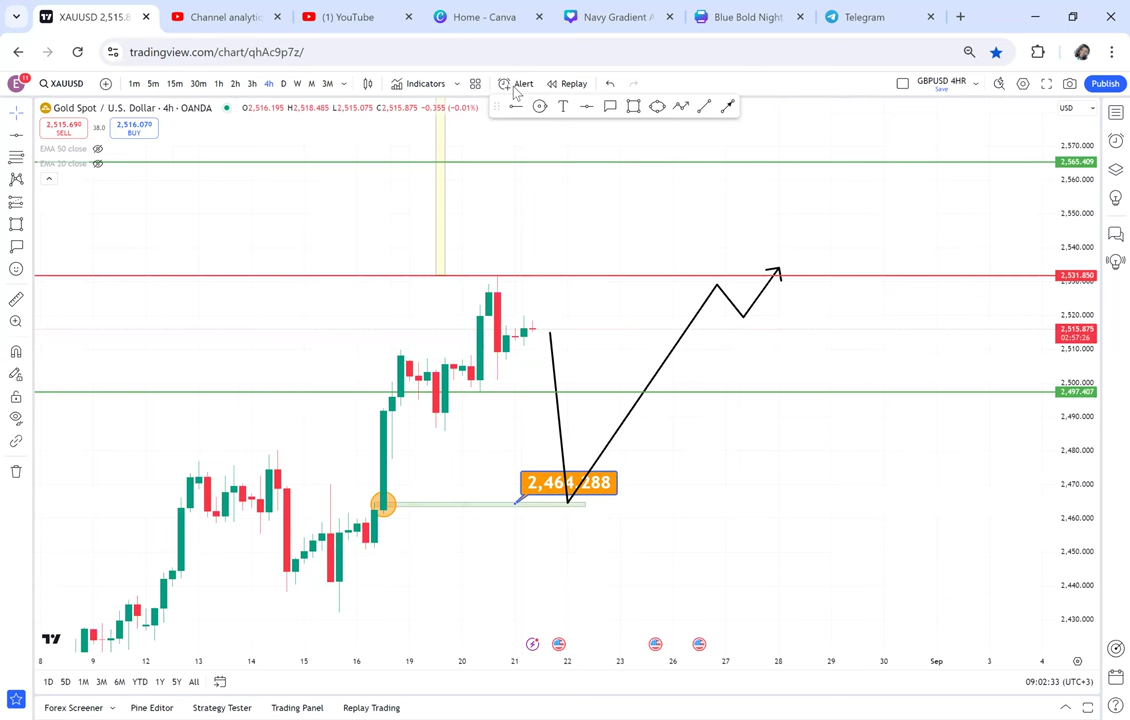 XAUUSD 2,515.8
Channel analytic
(1) YouTube
Home - Canva
Navy Gradient A
Blue Bold Night
Telegram
tradingview.com/chart/qhAc9p7z/
E 11 XAUUSD 1m 5m 15m 30m 1h 2h 3h 4h D W M 3M Indicators Alert Replay GBPUSD 4HR Save Publish
Gold Spot / U.S. Dollar · 4h · OANDA O2,516.195 H2,518.485 L2,515.075 C2,515.875 −0.355 (−0.01%) USD
2,515.690 SELL 38.0 2,516.070 BUY
EMA 50 close
EMA 20 close
2,570.000
2,565.409
2,560.000
2,550.000
2,540.000
2,531.850
2,530.000
2,520.000
2,515.875
02:57:26
2,510.000
2,500.000
2,497.407
2,490.000
2,480.000
2,470.000
2,464.288
2,460.000
2,450.000
2,440.000
2,430.000
8 9 12 13 14 15 16 19 20 21 22 23 26 27 28 29 30 Sep 3 4
1D 5D 1M 3M 6M YTD 1Y 5Y All 09:02:33 (UTC+3)
Forex Screener Pine Editor Strategy Tester Trading Panel Replay Trading